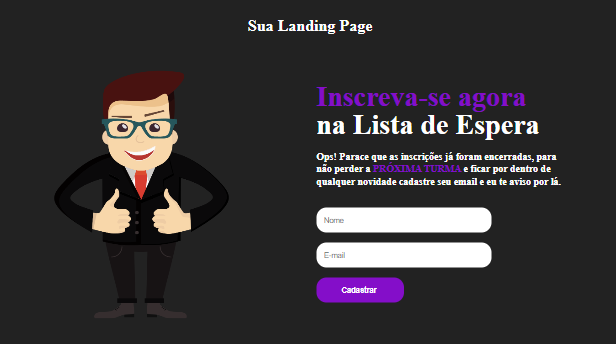 Sua Landing Page
Inscreva-se agora
na Lista de Espera
Ops! Parace que as inscrições já foram encerradas, para
não perder a PROXIMA TURMA e ficar por dentro de
qualquer novidade cadastre seu email e eu te aviso por lá.
Nome
E-mail
Cadastrar